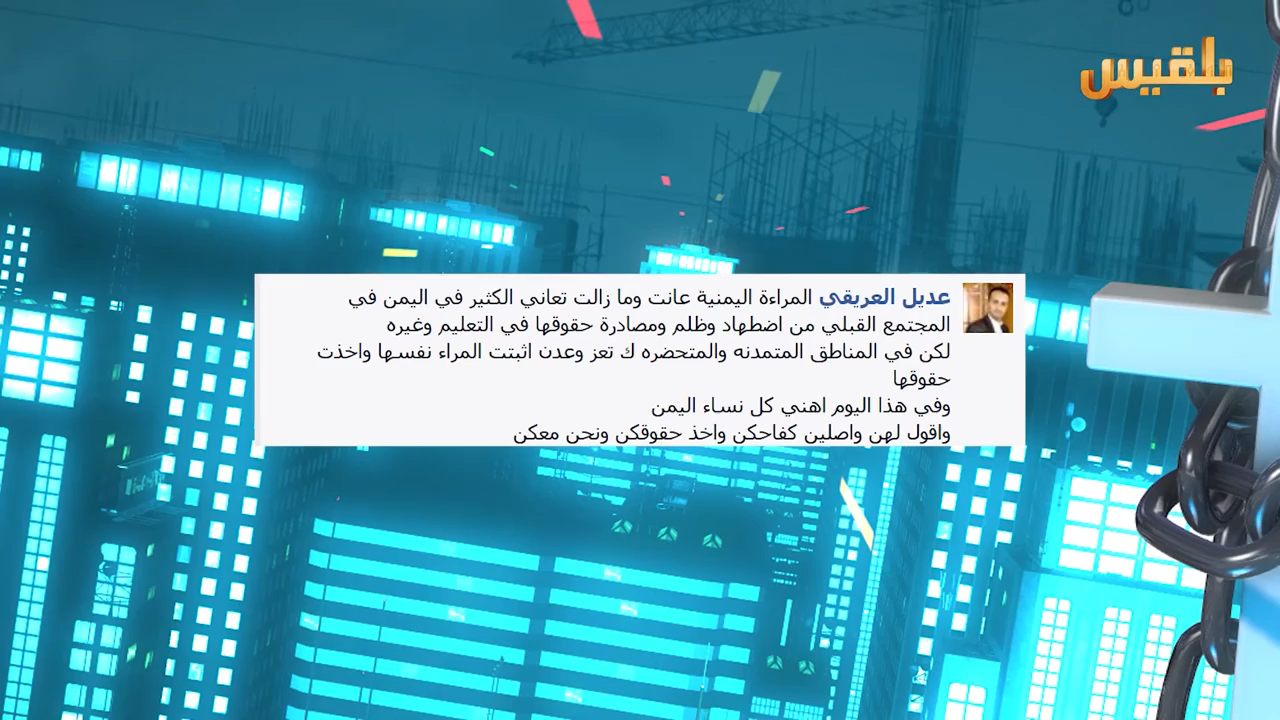 بلقيس
عديل العريقي المراءة اليمنية عانت وما زالت تعاني الكثير في اليمن في
المجتمع القبلي من اضطهاد وظلم ومصادرة حقوقها في التعليم وغيره
لكن في المناطق المتمدنه والمتحضره ك تعز وعدن اثبتت المراء نفسها واخذت
حقوقها
وفي هذا اليوم اهني كل نساء اليمن
واقول لهن واصلين كفاحكن واخذ حقوقكن ونحن معكن